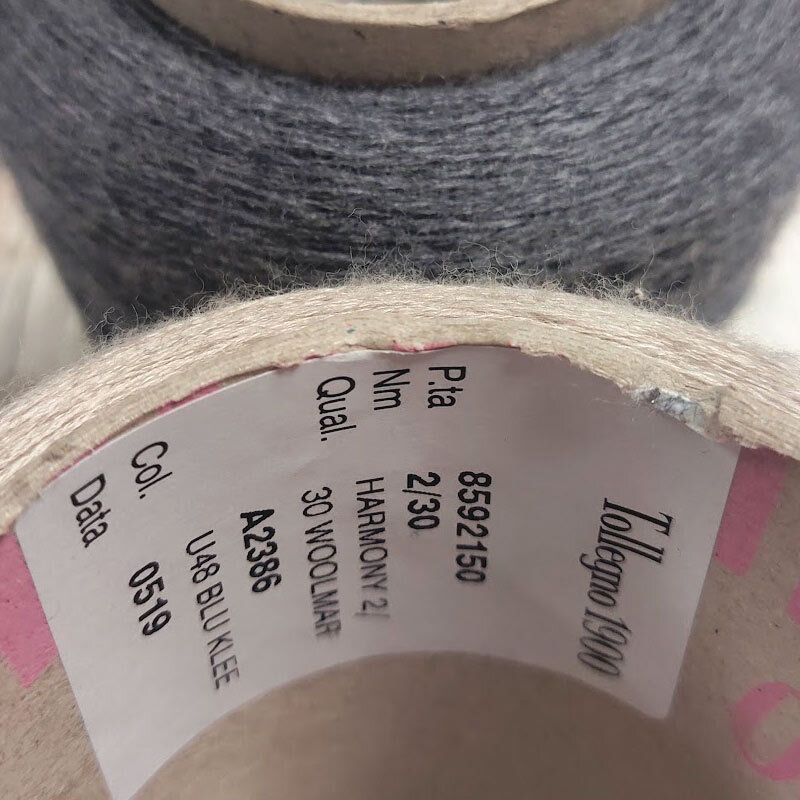 Tollegno 1900
P.ta 8592150
Nm 2/30
Qual. HARMONY 2/
30 WOOLMAR
A2386
Col. U48 BLU KLEE
Data 0519